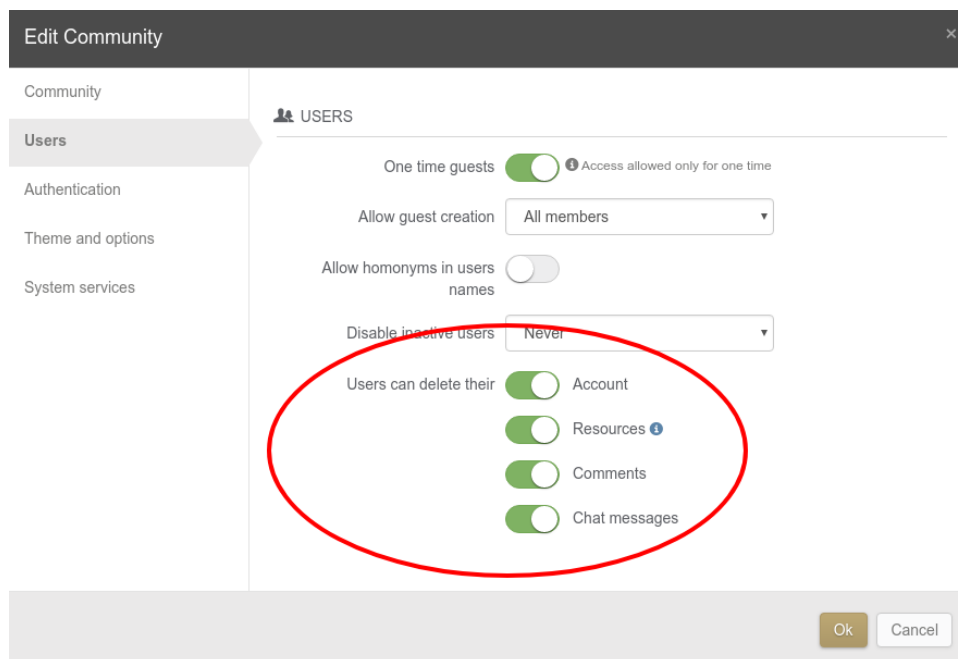 Edit Community
×
Community
Users
Authentication
Theme and options
System services
USERS
One time guests
Access allowed only for one time
Allow guest creation
All members
Allow homonyms in users
names
Disable inactive users
Never
Users can delete their
Account
Resources
Comments
Chat messages
Ok
Cancel